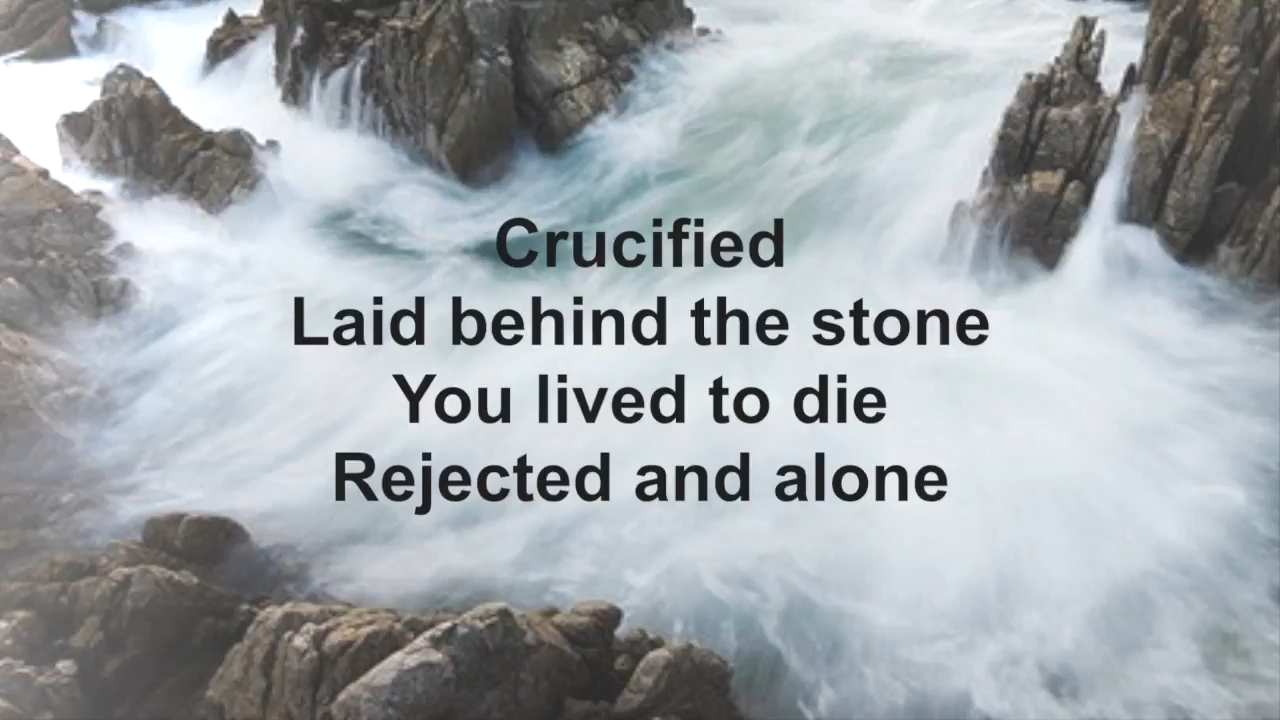 Crucified
Laid behind the stone
You lived to die
Rejected and alone